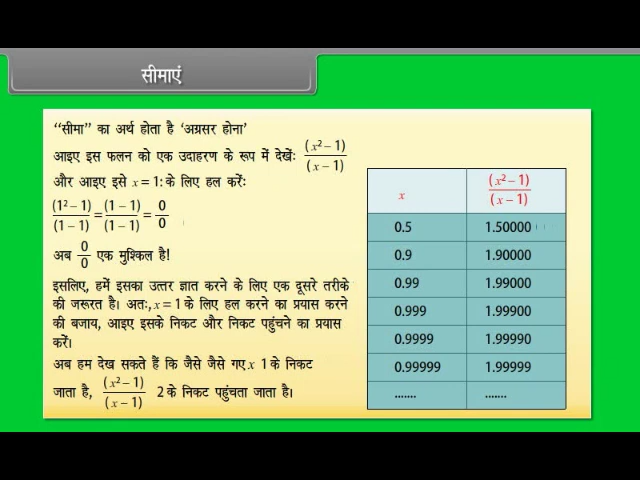 सीमाएं
“सीमा” का अर्थ होता है ‘अग्रसर होना’
आइए इस फलन को एक उदाहरण के रूप में देखें: (x²−1)/(x−1)
और आइए इसे x = 1: के लिए हल करें:
(1²−1)/(1−1) = (1−1)/(1−1) = 0/0
अब 0/0 एक मुश्किल है!
इसलिए, हमें इसका उत्तर ज्ञात करने के लिए एक दूसरे तरीके
की जरूरत है। अतः, x = 1 के लिए हल करने का प्रयास करने
की बजाय, आइए इसके निकट और निकट पहुंचने का प्रयास
करें।
अब हम देख सकते हैं कि जैसे जैसे गए x 1 के निकट
जाता है, (x²−1)/(x−1) 2 के निकट पहुंचता जाता है।
x (x²−1)/(x−1)
0.5 1.50000
0.9 1.90000
0.99 1.99000
0.999 1.99900
0.9999 1.99990
0.99999 1.99999
....... .......